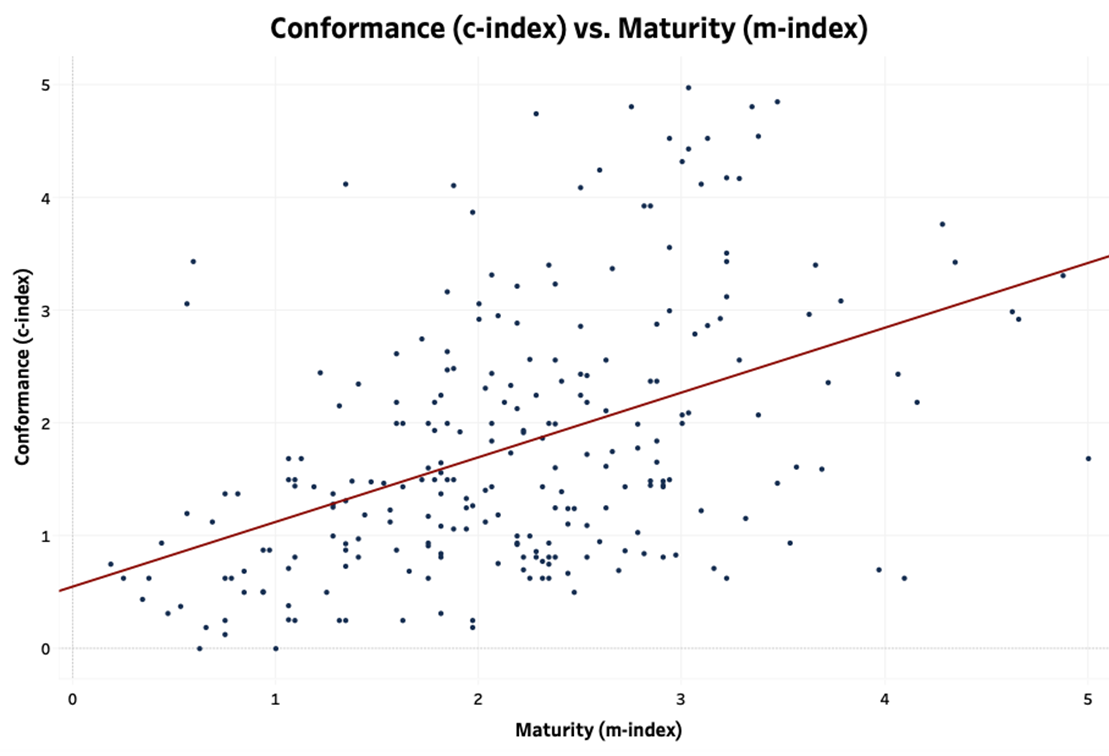 Conformance (c-index) vs. Maturity (m-index)
5
4
3
2
1
0
Conformance (c-index)
0 1 2 3 4 5
Maturity (m-index)